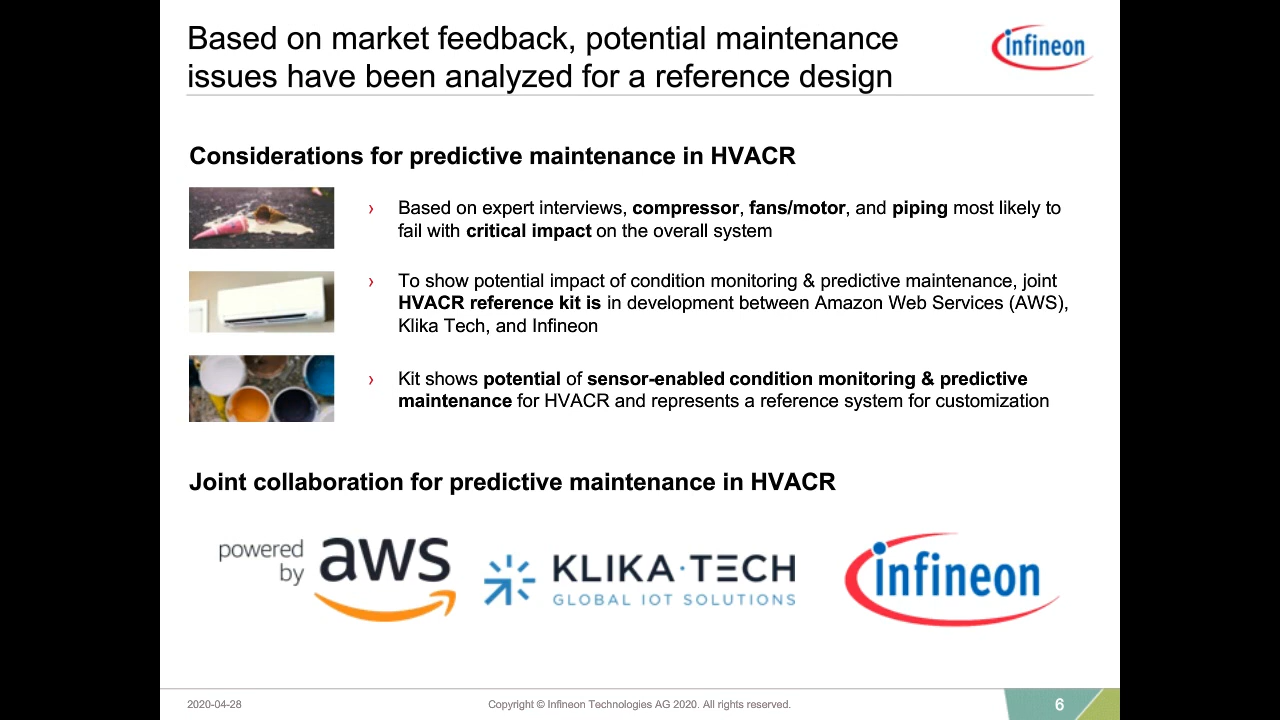 Based on market feedback, potential maintenance
issues have been analyzed for a reference design
infineon
Considerations for predictive maintenance in HVACR
› Based on expert interviews, compressor, fans/motor, and piping most likely to
fail with critical impact on the overall system
› To show potential impact of condition monitoring & predictive maintenance, joint
HVACR reference kit is in development between Amazon Web Services (AWS),
Klika Tech, and Infineon
› Kit shows potential of sensor-enabled condition monitoring & predictive
maintenance for HVACR and represents a reference system for customization
Joint collaboration for predictive maintenance in HVACR
powered
by
aws
KLIKA·TECH
GLOBAL IOT SOLUTIONS
infineon
2020-04-28
Copyright © Infineon Technologies AG 2020. All rights reserved.
6